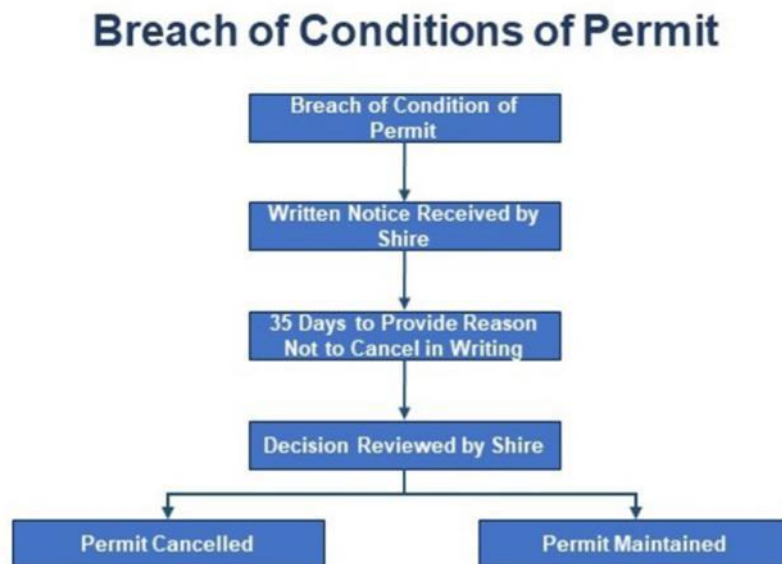 Breach of Conditions of Permit
Breach of Condition of
Permit
Written Notice Received by
Shire
35 Days to Provide Reason
Not to Cancel in Writing
Decision Reviewed by Shire
Permit Cancelled
Permit Maintained